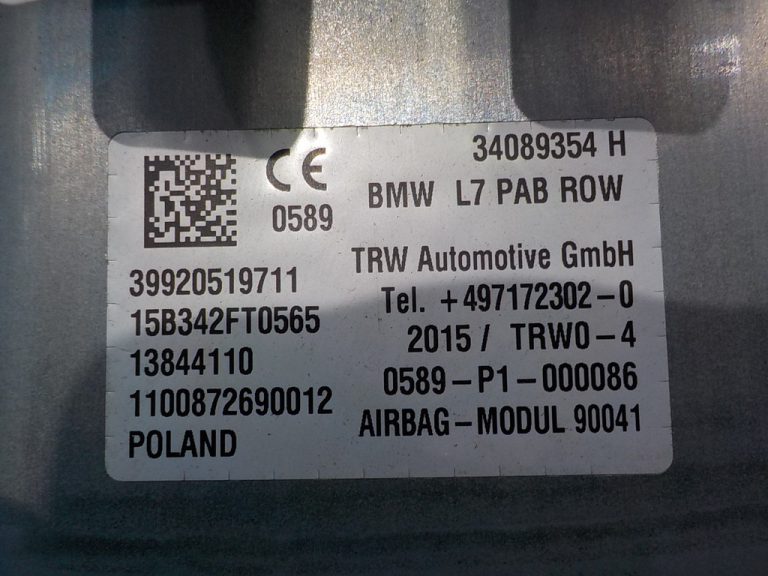 34089354 H
CE
0589
BMW L7 PAB ROW
TRW Automotive GmbH
39920519711
Tel. +497172302-0
15B342FT0565
2015 / TRW0-4
13844110
0589-P1-000086
1100872690012
AIRBAG-MODUL 90041
POLAND